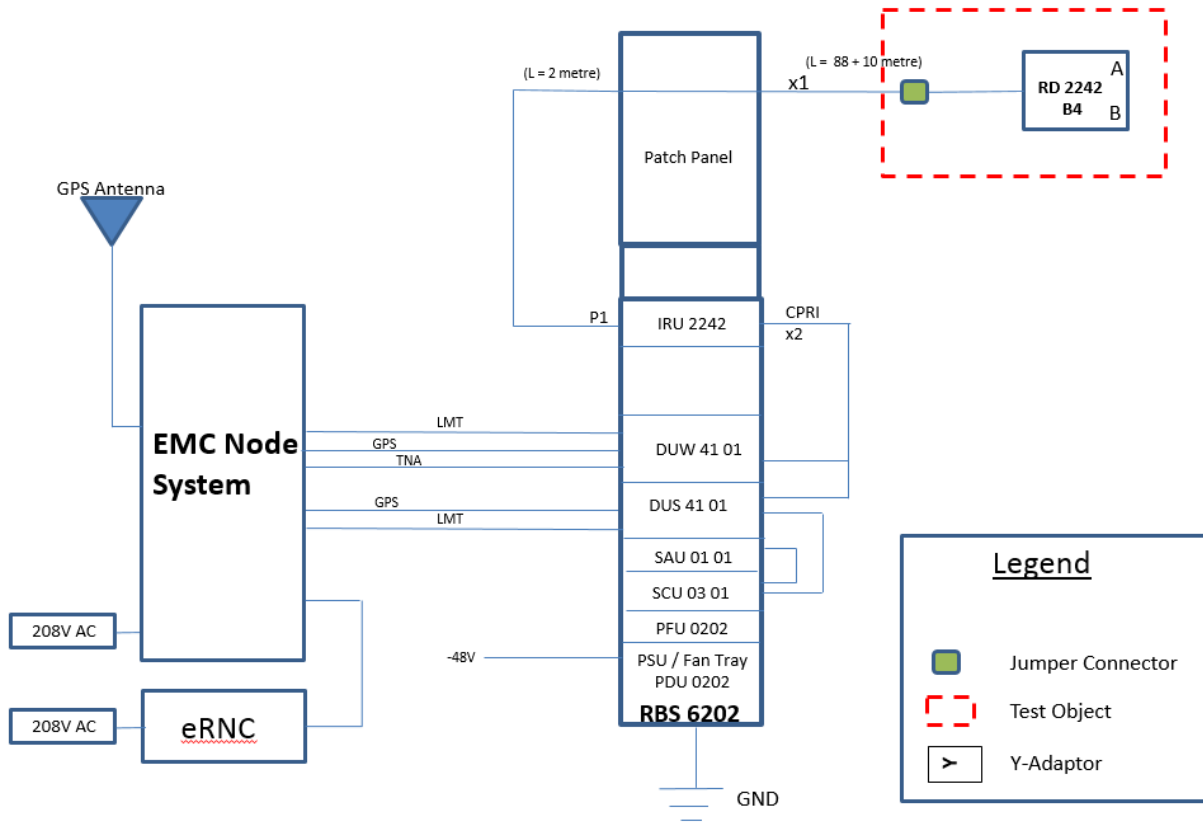 (L = 2 metre)
(L = 88 + 10 metre)
x1
RD 2242
B4
A
B
Patch Panel
GPS Antenna
P1
IRU 2242
CPRI
x2
EMC Node
System
LMT
GPS
TNA
GPS
LMT
DUW 41 01
DUS 41 01
SAU 01 01
SCU 03 01
PFU 0202
PSU / Fan Tray
PDU 0202
RBS 6202
-48V
208V AC
208V AC
eRNC
GND
Legend
Jumper Connector
Test Object
Y
Y-Adaptor